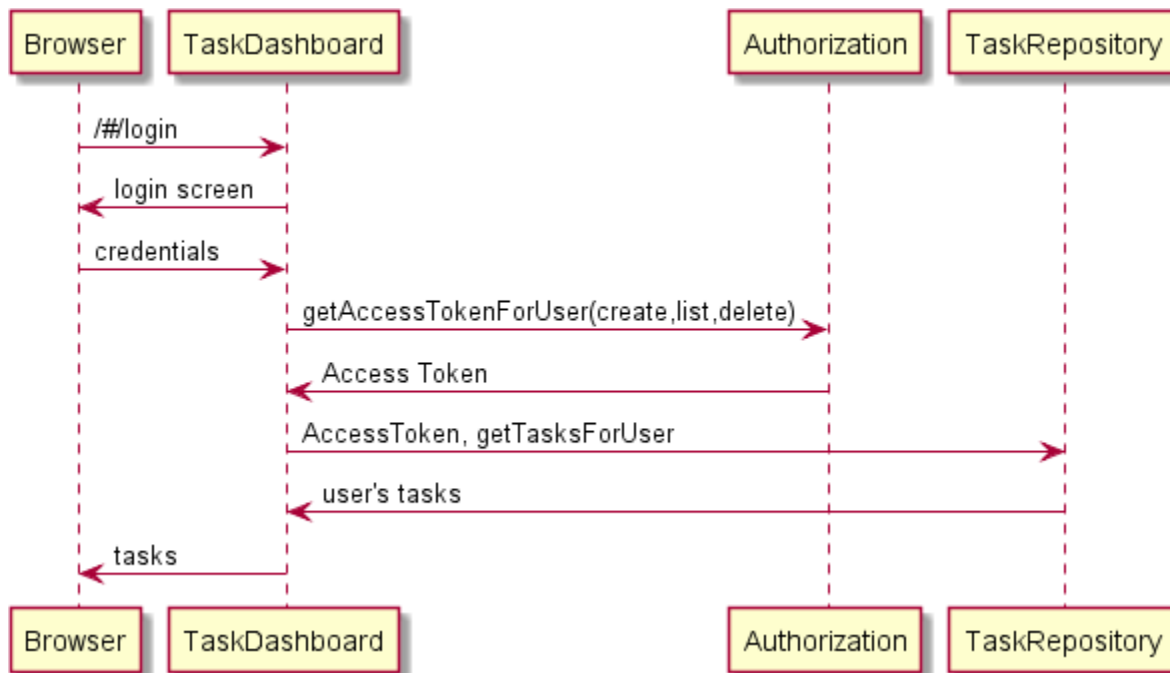 Browser
TaskDashboard
Authorization
TaskRepository
/#/login
login screen
credentials
getAccessTokenForUser(create,list,delete)
Access Token
AccessToken, getTasksForUser
user's tasks
tasks
Browser
TaskDashboard
Authorization
TaskRepository